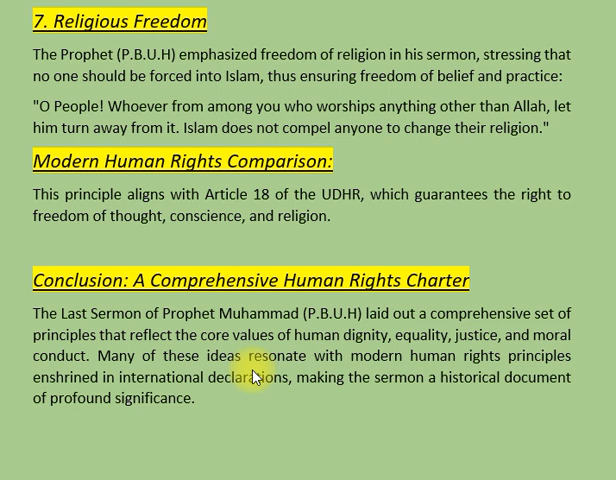 7. Religious Freedom
The Prophet (P.B.U.H) emphasized freedom of religion in his sermon, stressing that
no one should be forced into Islam, thus ensuring freedom of belief and practice:
"O People! Whoever from among you who worships anything other than Allah, let
him turn away from it. Islam does not compel anyone to change their religion."
Modern Human Rights Comparison:
This principle aligns with Article 18 of the UDHR, which guarantees the right to
freedom of thought, conscience, and religion.
Conclusion: A Comprehensive Human Rights Charter
The Last Sermon of Prophet Muhammad (P.B.U.H) laid out a comprehensive set of
principles that reflect the core values of human dignity, equality, justice, and moral
conduct. Many of these ideas resonate with modern human rights principles
enshrined in international declarations, making the sermon a historical document
of profound significance.